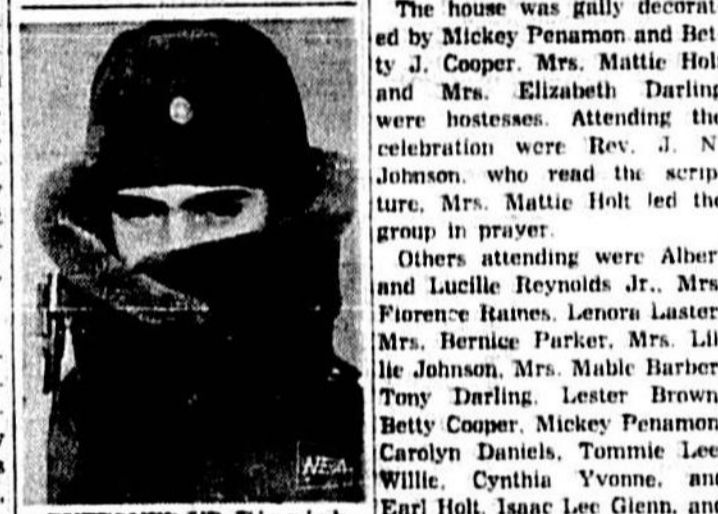 The house was gaily decorat-
ed by Mickey Penamon and Bet-
ty J. Cooper. Mrs. Mattie Hol
and Mrs. Elizabeth Darling
were hostesses. Attending the
celebration were Rev. J. N
Johnson, who read the scrip
ture, Mrs. Mattie Holt led the
group in prayer.
Others attending were Alber
and Lucille Reynolds Jr., Mrs
Florence Raines, Lenora Laster
Mrs. Bernice Parker, Mrs. Lil
lie Johnson, Mrs. Mable Barber
Tony Darling, Lester Brown
Betty Cooper, Mickey Penamon
Carolyn Daniels, Tommie Lee
Willie, Cynthia Yvonne, and
Earl Holt, Isaac Lee Glenn, and
NEA